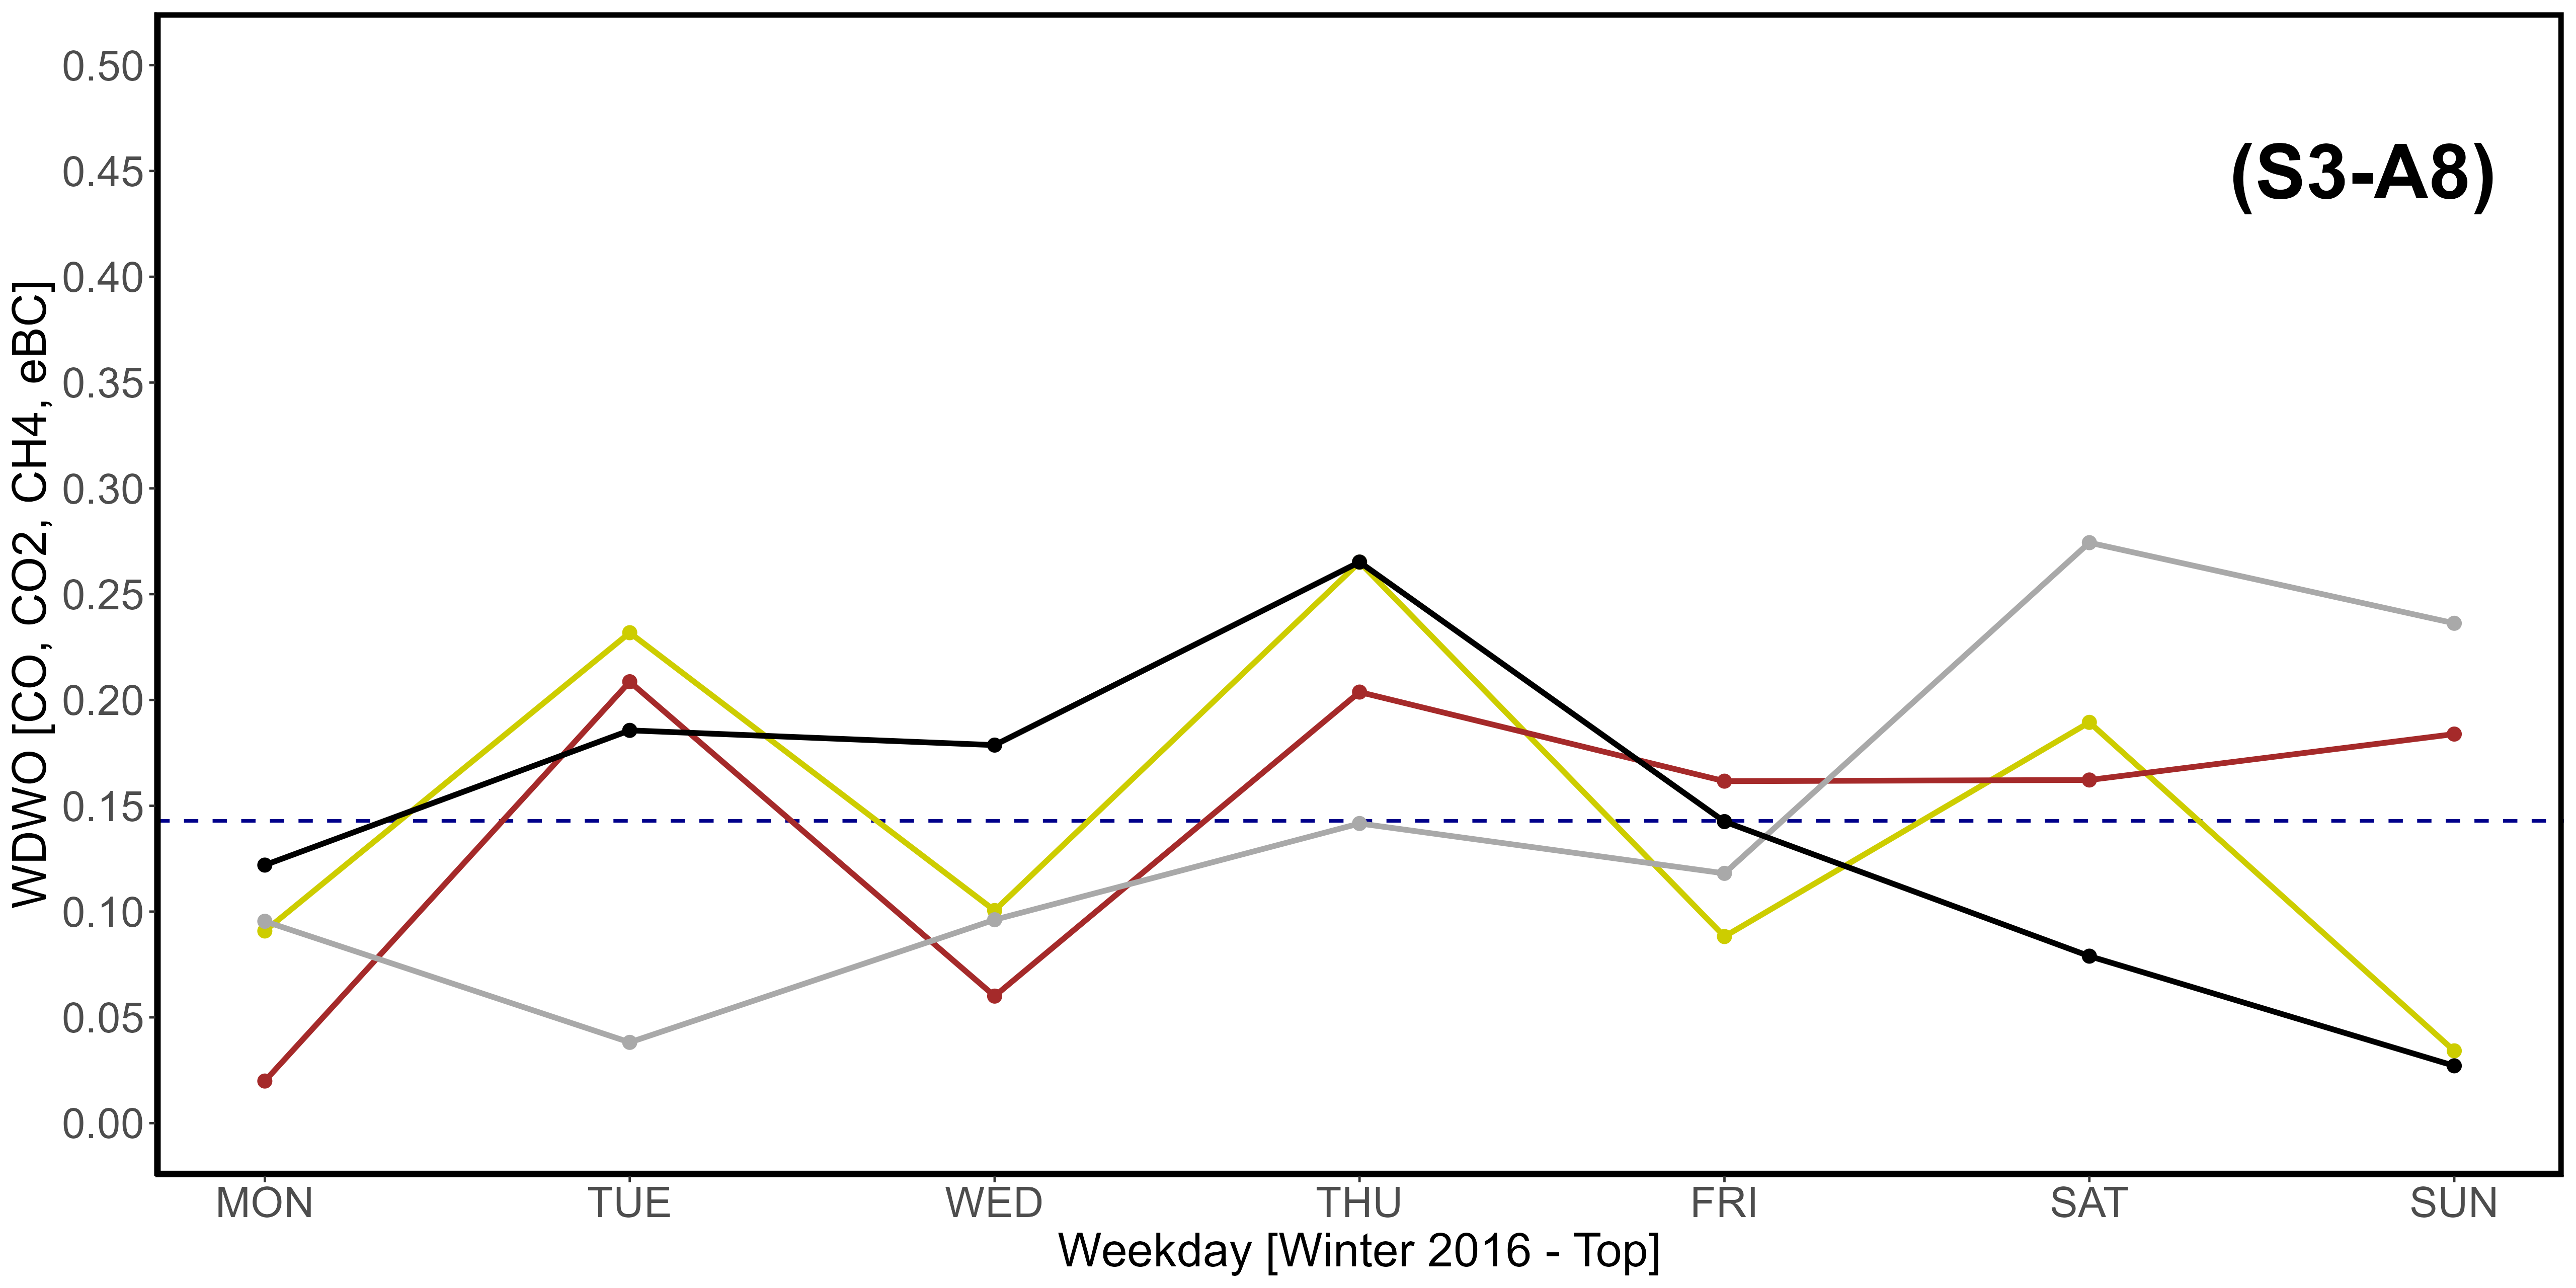 (S3-A8)
WDWO [CO, CO2, CH4, eBC]
0.50
0.45
0.40
0.35
0.30
0.25
0.20
0.15
0.10
0.05
0.00
MON TUE WED THU FRI SAT SUN
Weekday [Winter 2016 - Top]